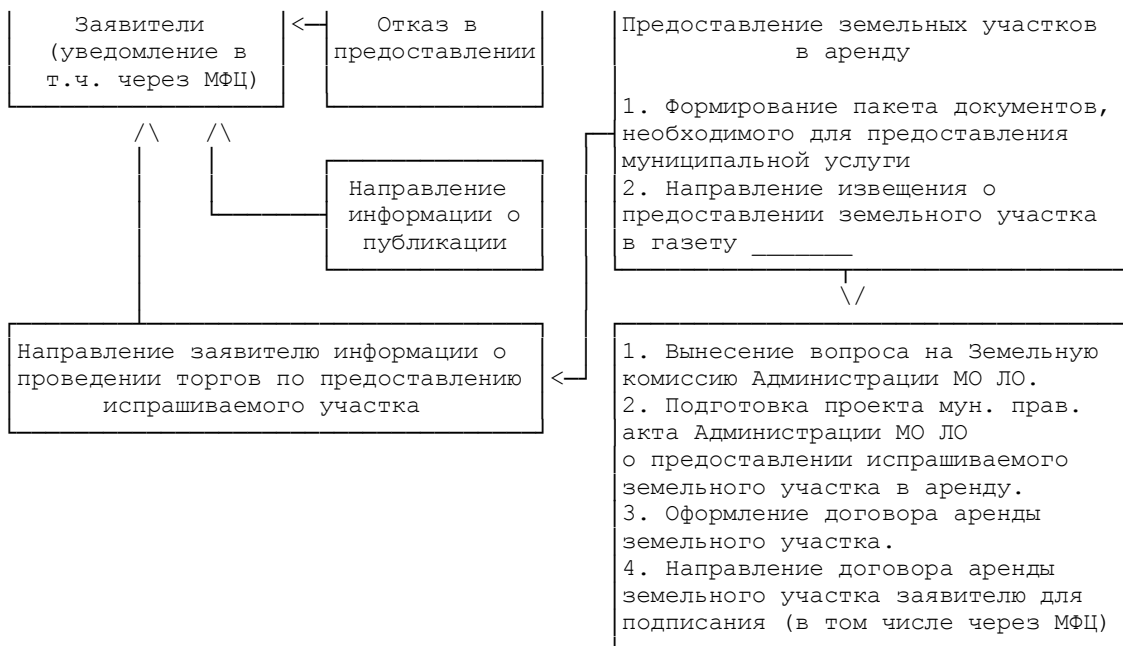 Заявители
(уведомление в
т.ч. через МФЦ)
Отказ в
предоставлении
Предоставление земельных участков
в аренду
1. Формирование пакета документов,
необходимого для предоставления
муниципальной услуги
2. Направление извещения о
предоставлении земельного участка
в газету _______
Направление
информации о
публикации
Направление заявителю информации о
проведении торгов по предоставлению
испрашиваемого участка
1. Вынесение вопроса на Земельную
комиссию Администрации МО ЛО.
2. Подготовка проекта мун. прав.
акта Администрации МО ЛО
о предоставлении испрашиваемого
земельного участка в аренду.
3. Оформление договора аренды
земельного участка.
4. Направление договора аренды
земельного участка заявителю для
подписания (в том числе через МФЦ)